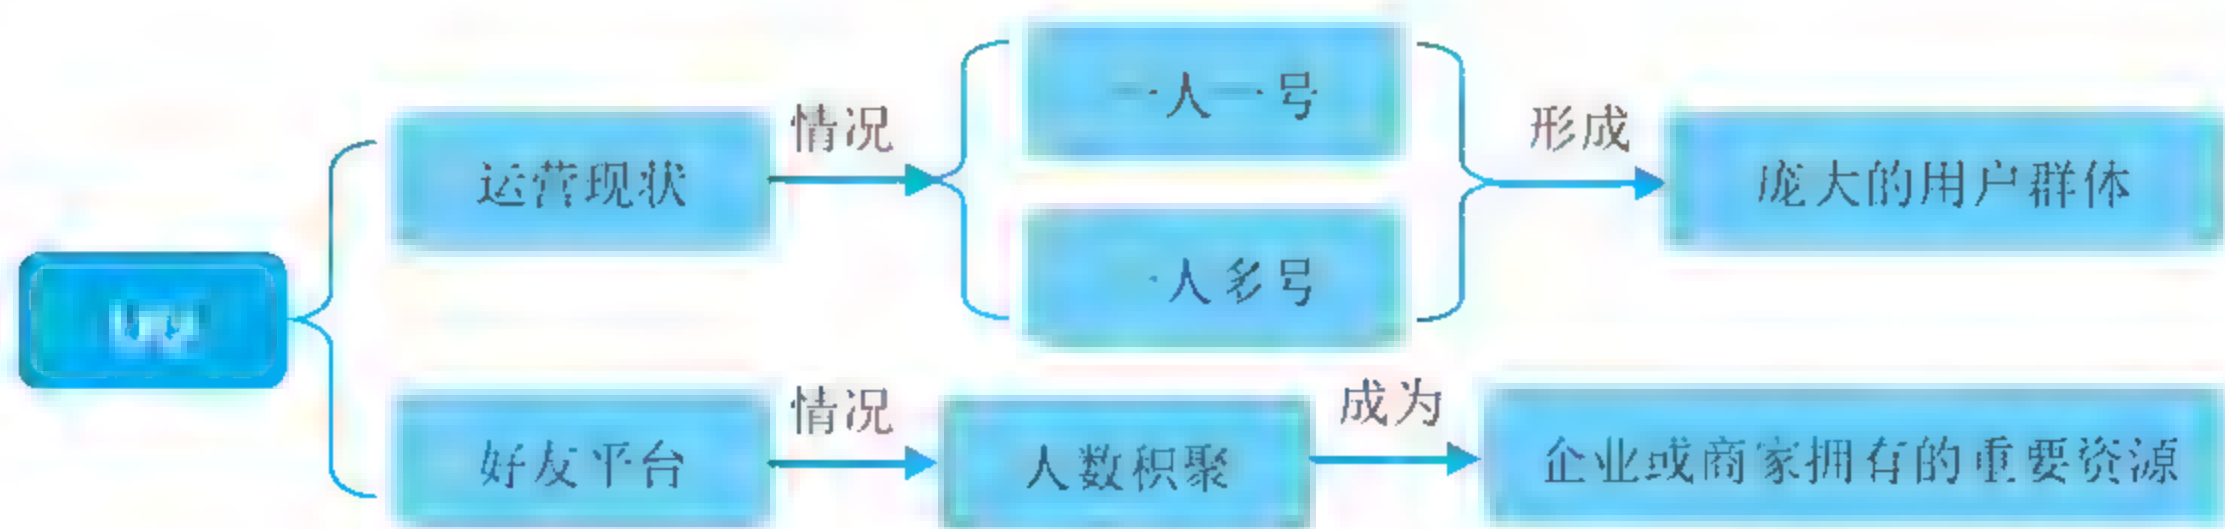 运营现状
情况
一人一号
一人多号
形成
庞大的用户群体
好友平台
情况
人数积聚
成为
企业或商家拥有的重要资源